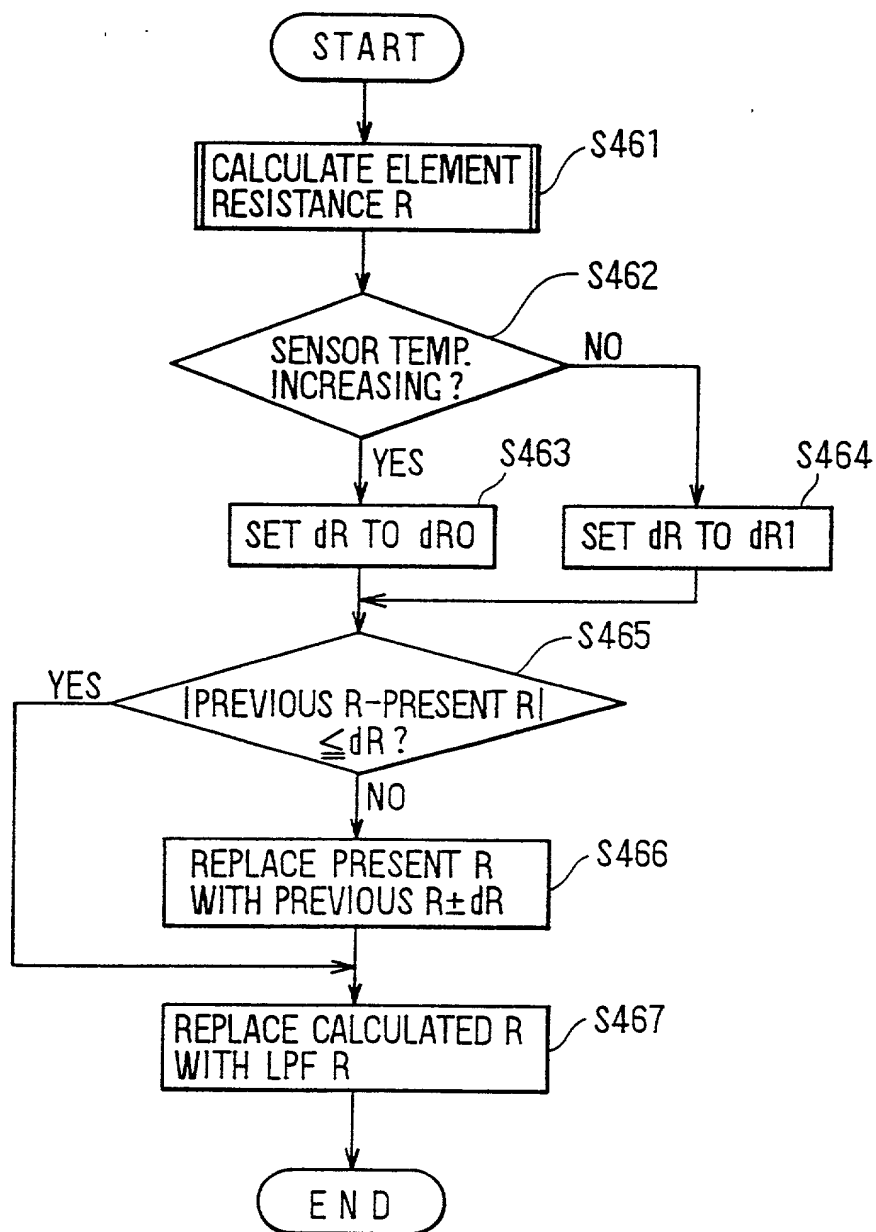 START
S461
CALCULATE ELEMENT
RESISTANCE R
S462
SENSOR TEMP.
INCREASING ?
NO
YES
S463
S464
SET dR TO dR0
SET dR TO dR1
S465
YES
|PREVIOUS R-PRESENT R|
≦dR ?
NO
S466
REPLACE PRESENT R
WITH PREVIOUS R±dR
S467
REPLACE CALCULATED R
WITH LPF R
END